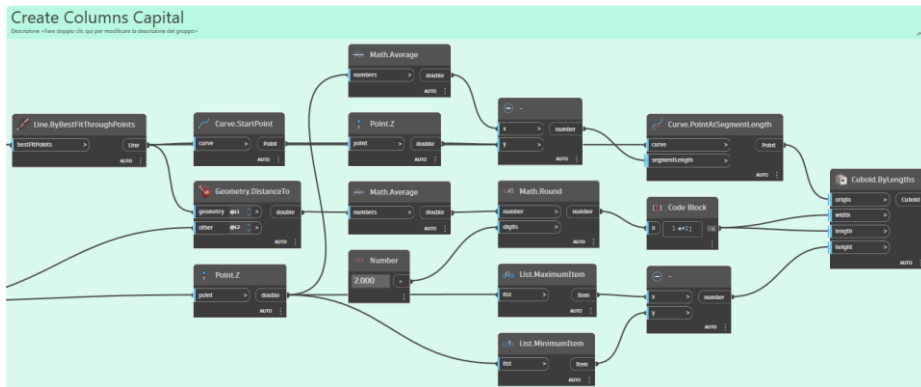 Create Columns Capital
Descrizione <fare doppio clic qui per modificare la descrizione del gruppo>
Math.Average
numbers > double
AUTO
Line.ByBestFitThroughPoints
bestFitPoints > Line
AUTO
Curve.StartPoint
curve > Point
AUTO
Point.Z
point > double
AUTO
-
x > number
y >
AUTO
Curve.PointAtSegmentLength
curve > Point
segmentLength >
AUTO
Geometry.DistanceTo
geometry @L1 > double
other @L2 >
AUTO
Math.Average
numbers > double
AUTO
Math.Round
number > number
digits >
AUTO
Code Block
a 1 a*2; >
AUTO
Cuboid.ByLengths
origin > Cuboid
width >
length >
height >
AUTO
Point.Z
point > double
AUTO
Number
2.000 >
List.MaximumItem
list > item
AUTO
-
x > number
y >
AUTO
List.MinimumItem
list > item
AUTO